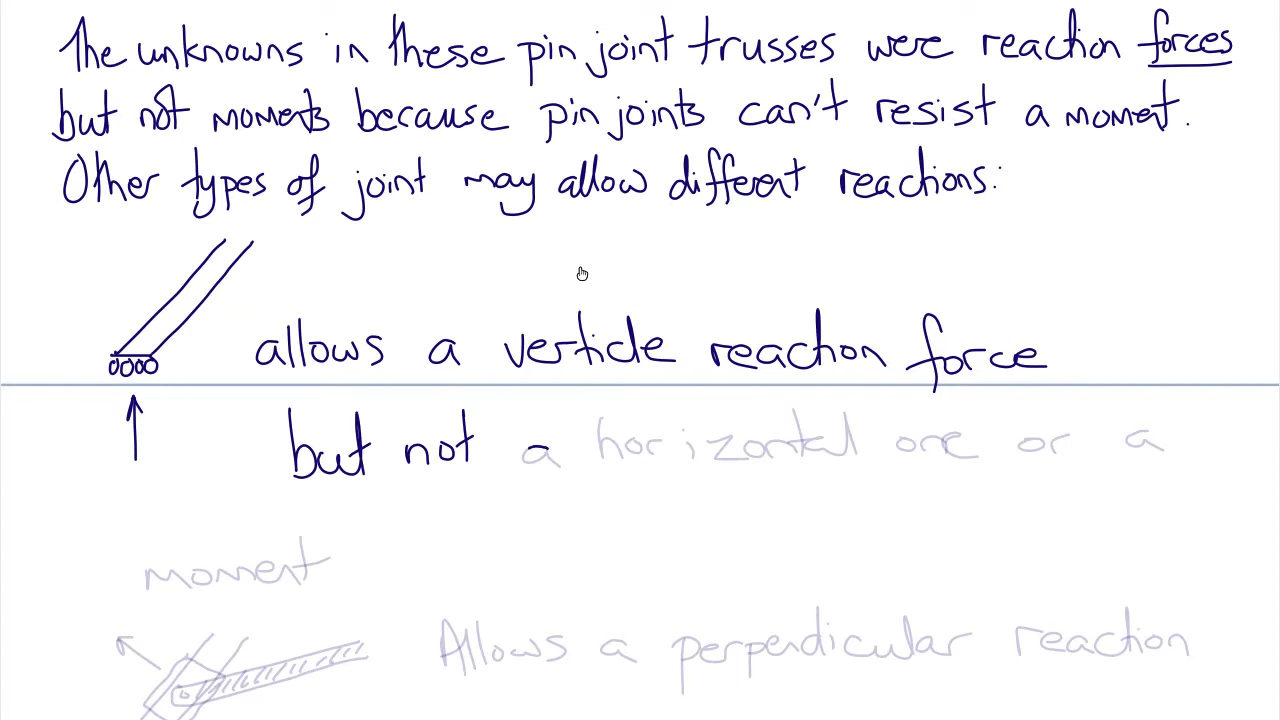 The unknowns in these pin joint trusses were reaction forces
but not moments because pin joints can't resist a moment.
Other types of joint may allow different reactions:
allows a verticle reaction force
but not a horizontal one or a
moment
Allows a perpendicular reaction